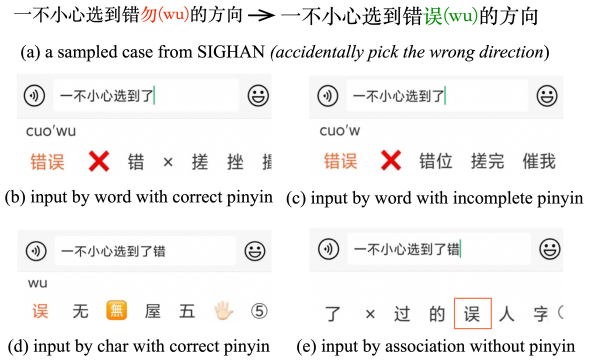 一不小心选到错勿(wu)的方向 → 一不小心选到错误(wu)的方向
(a) a sampled case from SIGHAN (accidentally pick the wrong direction)
一不小心选到了
cuo'wu
错误 ❌ 错 × 搓 挫
(b) input by word with correct pinyin
一不小心选到了
cuo'w
错误 ❌ 错位 搓完 催我
(c) input by word with incomplete pinyin
一不小心选到了错
wu
误 无 🈚 屋 五 🖐🏻 ⑤
(d) input by char with correct pinyin
一不小心选到了错
了 × 过 的 误 人 字
(e) input by association without pinyin